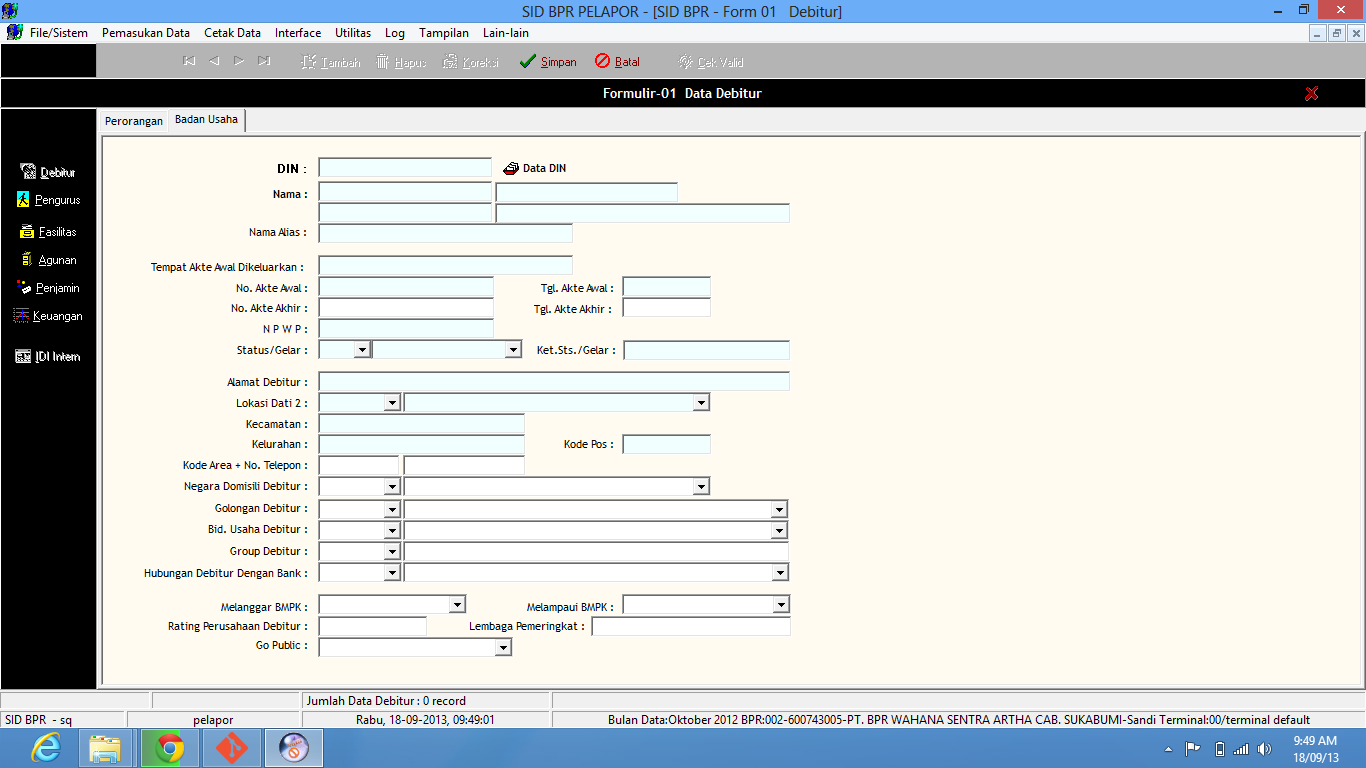 SID BPR PELAPOR - [SID BPR - Form 01 Debitur]
File/Sistem Pemasukan Data Cetak Data Interface Utilitas Log Tampilan Lain-lain
Tambah Hapus Koreksi Simpan Batal Cek Valid
Formulir-01 Data Debitur
Perorangan Badan Usaha
Debitur
Pengurus
Fasilitas
Agunan
Penjamin
Keuangan
IDI Intern
DIN : Data DIN
Nama :
Nama Alias :
Tempat Akte Awal Dikeluarkan :
No. Akte Awal : Tgl. Akte Awal :
No. Akte Akhir : Tgl. Akte Akhir :
N P W P :
Status/Gelar : Ket.Sts./Gelar :
Alamat Debitur :
Lokasi Dati 2 :
Kecamatan :
Kelurahan : Kode Pos :
Kode Area + No. Telepon :
Negara Domisili Debitur :
Golongan Debitur :
Bid. Usaha Debitur :
Group Debitur :
Hubungan Debitur Dengan Bank :
Melanggar BMPK : Melampaui BMPK :
Rating Perusahaan Debitur : Lembaga Pemeringkat :
Go Public :
Jumlah Data Debitur : 0 record
SID BPR - sq pelapor Rabu, 18-09-2013, 09:49:01 Bulan Data:Oktober 2012 BPR:002-600743005-PT. BPR WAHANA SENTRA ARTHA CAB. SUKABUMI-Sandi Terminal:00/terminal default
9:49 AM
18/09/13